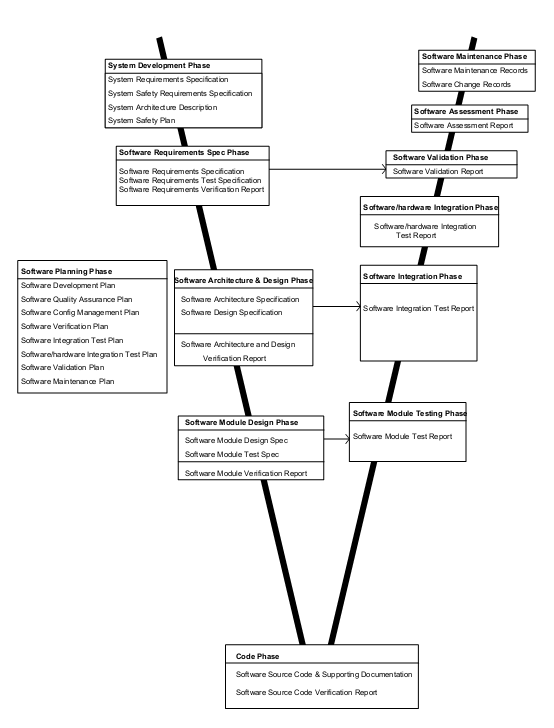 System Development Phase
System Requirements Specification
System Safety Requirements Specification
System Architecture Description
System Safety Plan
Software Maintenance Phase
Software Maintenance Records
Software Change Records
Software Assessment Phase
Software Assessment Report
Software Requirements Spec Phase
Software Requirements Specification
Software Requirements Test Specification
Software Requirements Verification Report
Software Validation Phase
Software Validation Report
Software/hardware Integration Phase
Software/hardware Integration
Test Report
Software Planning Phase
Software Development Plan
Software Quality Assurance Plan
Software Config Management Plan
Software Verification Plan
Software Integration Test Plan
Software/hardware Integration Test Plan
Software Validation Plan
Software Maintenance Plan
Software Architecture & Design Phase
Software Architecture Specification
Software Design Specification
Software Architecture and Design
Verification Report
Software Integration Phase
Software Integration Test Report
Software Module Design Phase
Software Module Design Spec
Software Module Test Spec
Software Module Verification Report
Software Module Testing Phase
Software Module Test Report
Code Phase
Software Source Code & Supporting Documentation
Software Source Code Verification Report